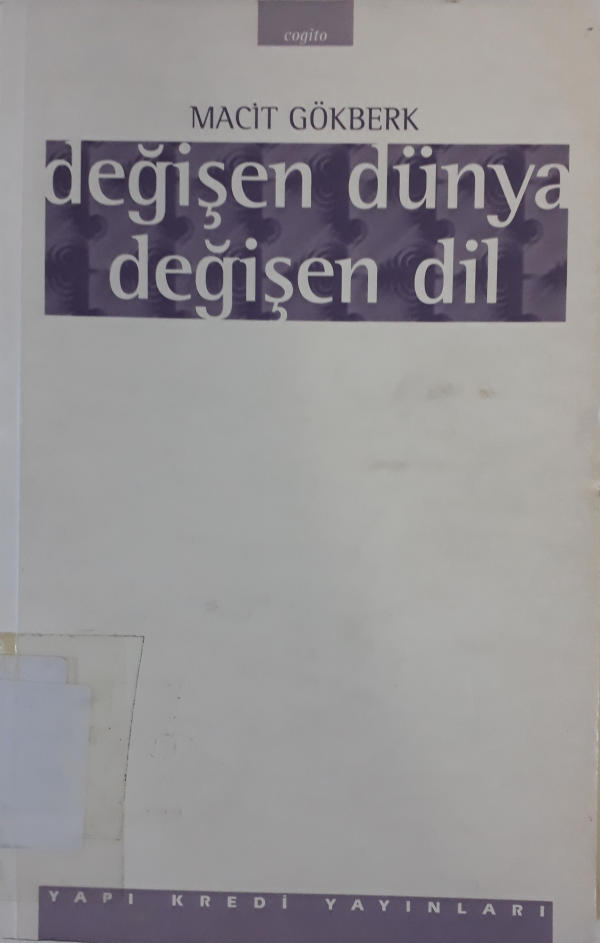 cogito
MACİT GÖKBERK
değişen dünya
değişen dil
YAPI KREDİ YAYINLARI